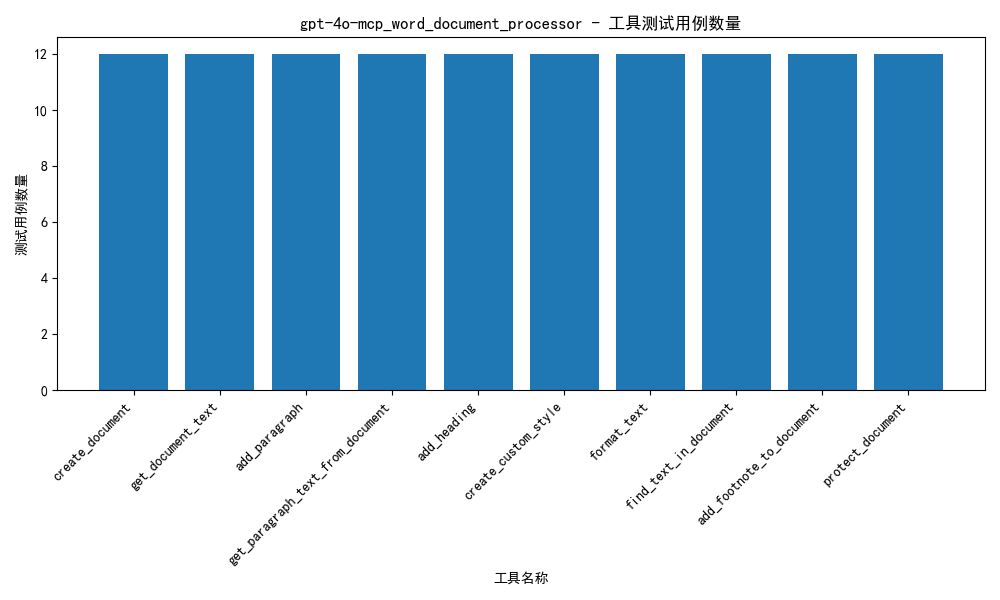 gpt-4o-mcp_word_document_processor - 工具测试用例数量
测试用例数量
12
10
8
6
4
2
0
create_document
get_document_text
add_paragraph
get_paragraph_text_from_document
add_heading
create_custom_style
format_text
find_text_in_document
add_footnote_to_document
protect_document
工具名称